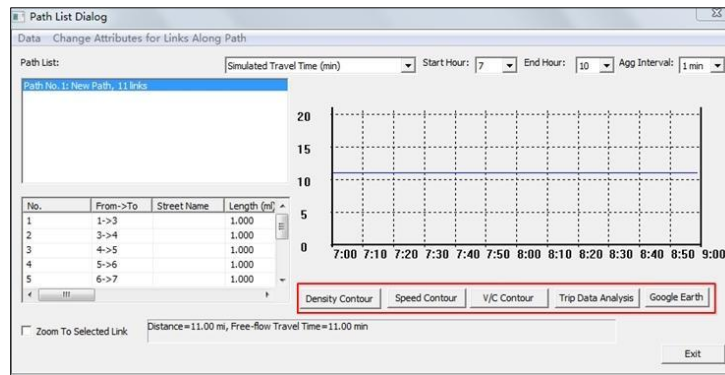 Path List Dialog
Data Change Attributes for Links Along Path
Path List: Simulated Travel Time (min) Start Hour: 7 End Hour: 10 Agg Interval: 1 min
Path No. 1: New Path, 11 links
20
15
10
5
0
7:00 7:10 7:20 7:30 7:40 7:50 8:00 8:10 8:20 8:30 8:40 8:50 9:00
No. From->To Street Name Length (mi)
1 1->3 1.000
2 3->4 1.000
3 4->5 1.000
4 5->6 1.000
5 6->7 1.000
Density Contour Speed Contour V/C Contour Trip Data Analysis Google Earth
Zoom To Selected Link Distance=11.00 mi, Free-flow Travel Time=11.00 min
Exit